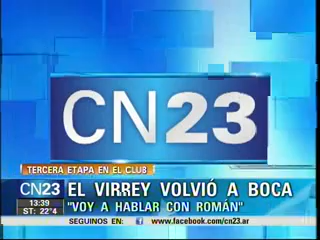 CN23
TERCERA ETAPA EN EL CLUB
CN23
EL VIRREY VOLVIÓ A BOCA
13:39
ST: 22°4
"VOY A HABLAR CON ROMÁN"
SEGUINOS EN: www.facebook.com/cn23.ar